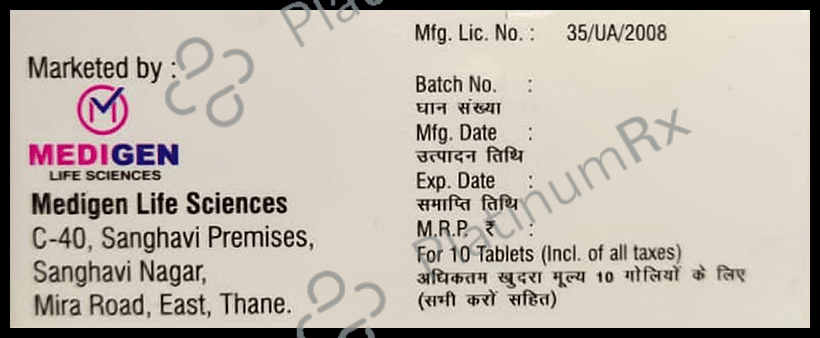 Marketed by :
M
MEDIGEN
LIFE SCIENCES
Medigen Life Sciences
C-40, Sanghavi Premises,
Sanghavi Nagar,
Mira Road, East, Thane.
Mfg. Lic. No. : 35/UA/2008
Batch No. :
घान संख्या
Mfg. Date :
उत्पादन तिथि
Exp. Date :
समाप्ति तिथि
M.R.P. ₹ :
For 10 Tablets (Incl. of all taxes)
अधिकतम खुदरा मूल्य 10 गोलियों के लिए
(सभी करों सहित)
PlatinumRx
PlatinumRx